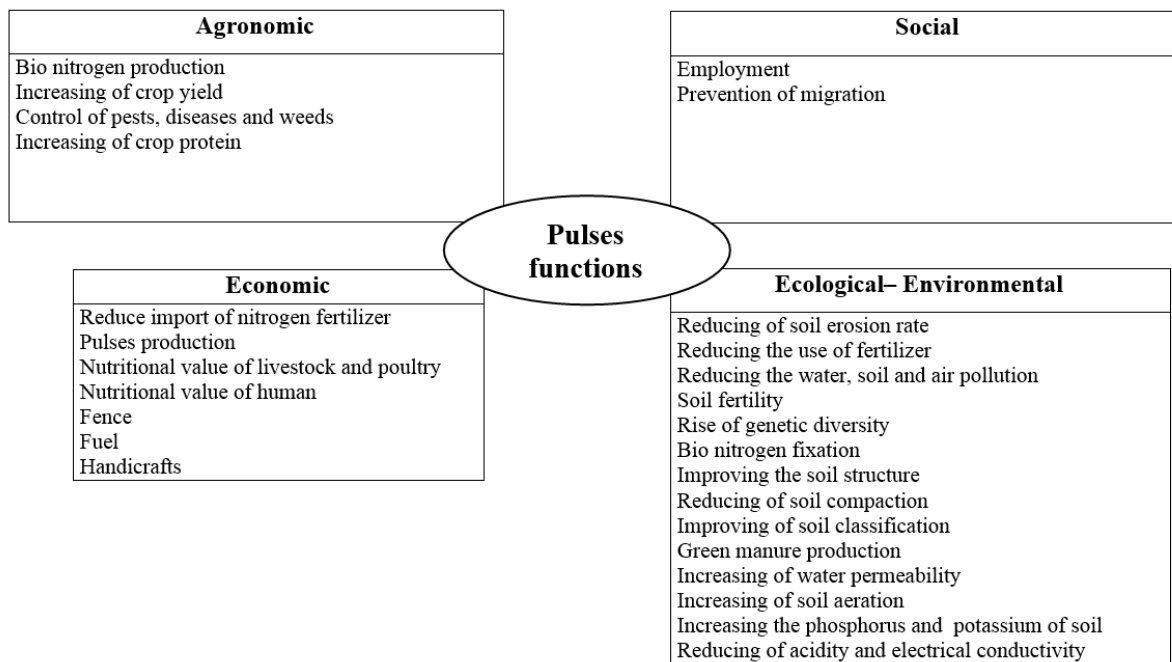 Agronomic
Bio nitrogen production
Increasing of crop yield
Control of pests, diseases and weeds
Increasing of crop protein
Social
Employment
Prevention of migration
Pulses
functions
Economic
Reduce import of nitrogen fertilizer
Pulses production
Nutritional value of livestock and poultry
Nutritional value of human
Fence
Fuel
Handicrafts
Ecological– Environmental
Reducing of soil erosion rate
Reducing the use of fertilizer
Reducing the water, soil and air pollution
Soil fertility
Rise of genetic diversity
Bio nitrogen fixation
Improving the soil structure
Reducing of soil compaction
Improving of soil classification
Green manure production
Increasing of water permeability
Increasing of soil aeration
Increasing the phosphorus and potassium of soil
Reducing of acidity and electrical conductivity